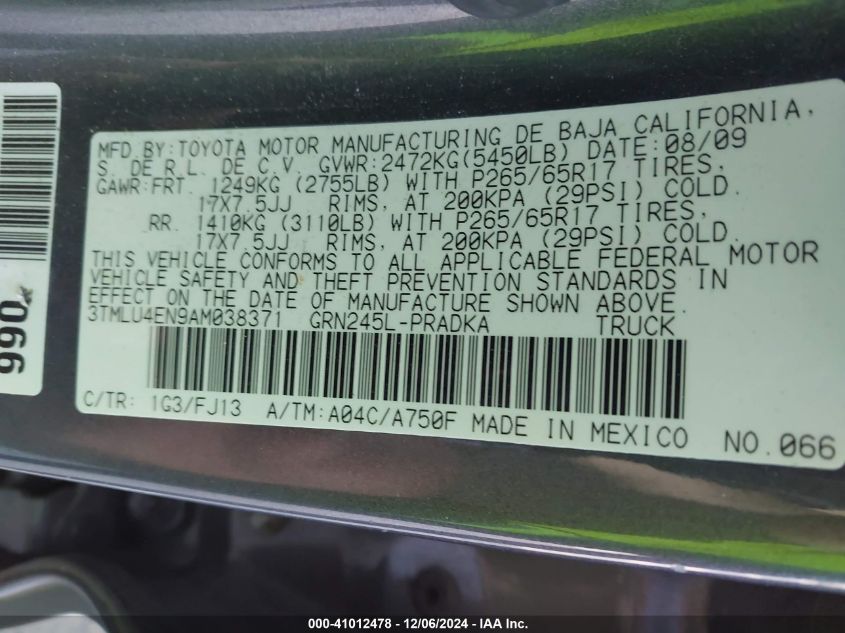 MFD BY:TOYOTA MOTOR MANUFACTURING DE BAJA CALIFORNIA,
S. DE R.L. DE C.V. GVWR:2472KG(5450LB) DATE:08/09
GAWR:FRT. 1249KG (2755LB) WITH P265/65R17 TIRES,
17X7.5JJ RIMS, AT 200KPA (29PSI) COLD.
RR. 1410KG (3110LB) WITH P265/65R17 TIRES,
17X7.5JJ RIMS, AT 200KPA (29PSI) COLD.
THIS VEHICLE CONFORMS TO ALL APPLICABLE FEDERAL MOTOR
VEHICLE SAFETY AND THEFT PREVENTION STANDARDS IN
EFFECT ON THE DATE OF MANUFACTURE SHOWN ABOVE.
3TMLU4EN9AM038371 GRN245L-PRADKA TRUCK
C/TR: 1G3/FJ13 A/TM:A04C/A750F MADE IN MEXICO NO.066
990
000-41012478 - 12/06/2024 - IAA Inc.